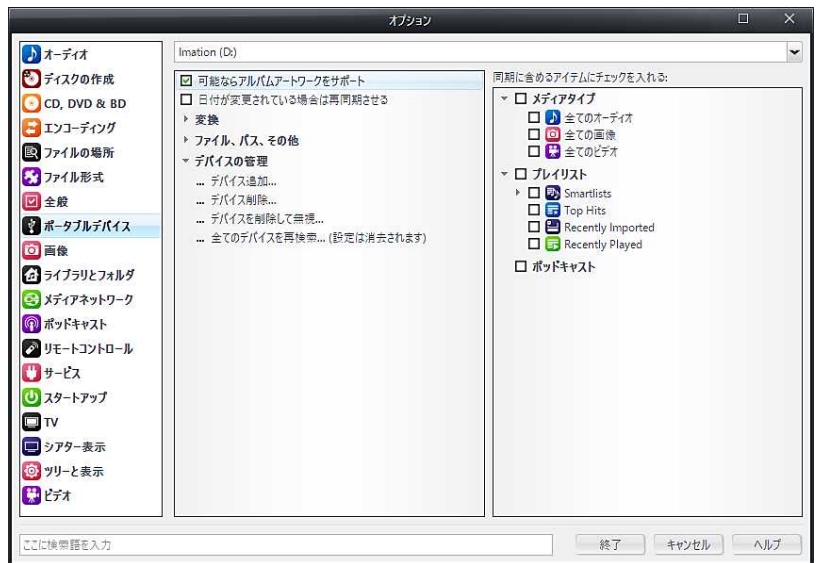 オプション
オーディオ
ディスクの作成
CD, DVD & BD
エンコーディング
ファイルの場所
ファイル形式
全般
ポータブルデバイス
画像
ライブラリとフォルダ
メディアネットワーク
ポッドキャスト
リモートコントロール
サービス
スタートアップ
TV
シアター表示
ツリーと表示
ビデオ
Imation (D:)
可能ならアルバムアートワークをサポート
日付が変更されている場合は再同期させる
変換
ファイル、パス、その他
デバイスの管理
... デバイス追加...
... デバイス削除...
... デバイスを削除して無視...
... 全てのデバイスを再検索... (設定は消去されます)
同期に含めるアイテムにチェックを入れる:
メディアタイプ
全てのオーディオ
全ての画像
全てのビデオ
プレイリスト
Smartlists
Top Hits
Recently Imported
Recently Played
ポッドキャスト
ここに検索語を入力
終了
キャンセル
ヘルプ